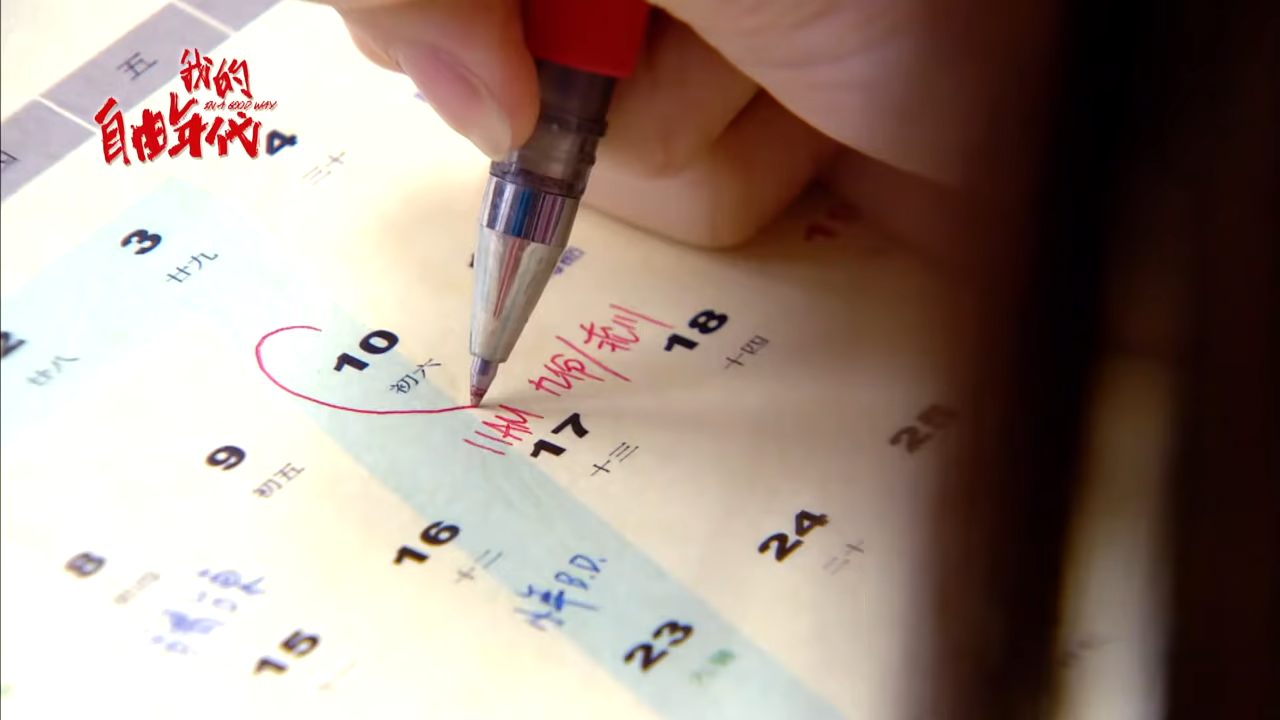 五
我的
自由年代
IN A GOOD WAY
4
三十
3
廿九
2
廿八
10
初六
11AM 九份/
18
十四
17
十三
25
9
初五
24
二十
16
十二
B.D.
8
23
15